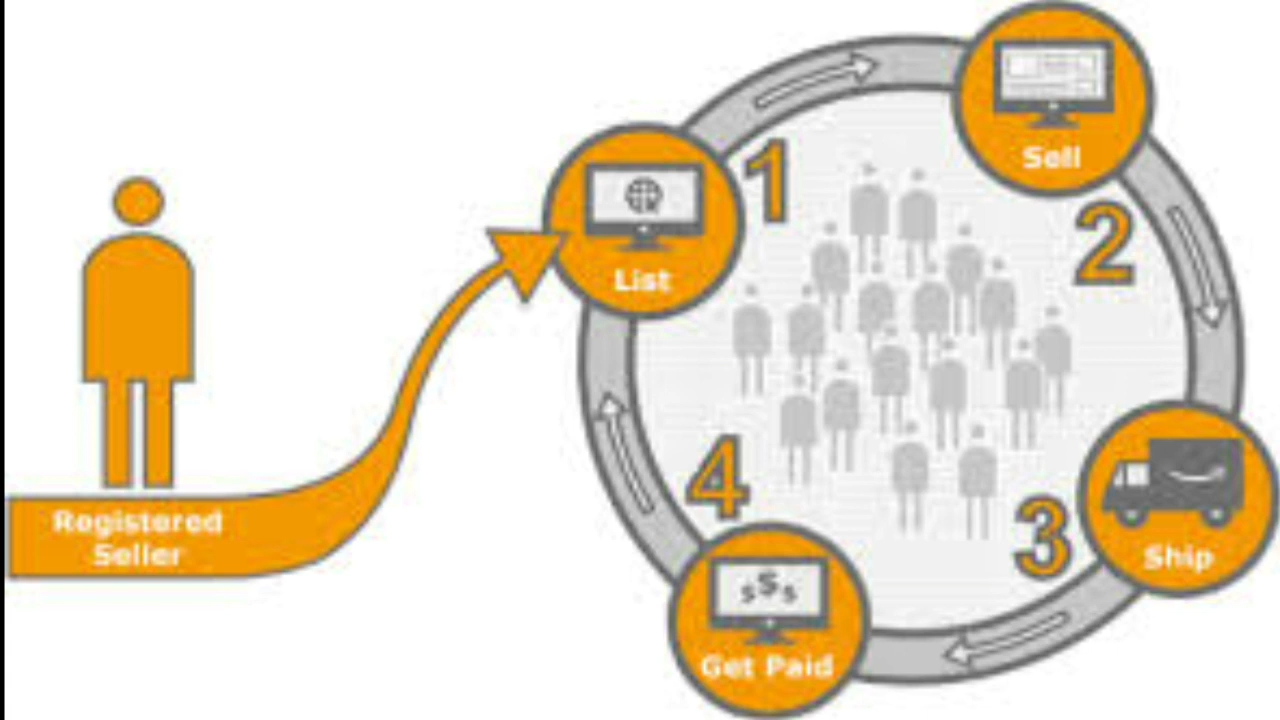 Registered
Seller
List
1
Sell
2
Ship
3
$$$
Get Paid
4